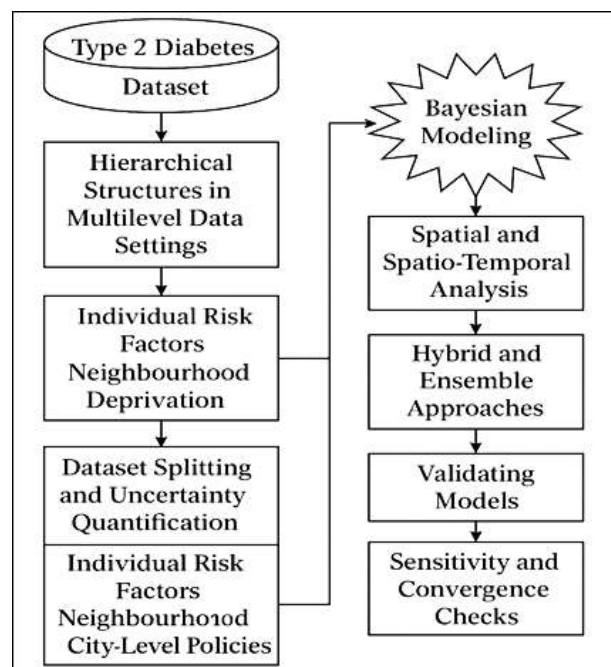 Type 2 Diabetes
Dataset
Hierarchical
Structures in
Multilevel Data
Settings
Individual Risk
Factors
Neighbourhood
Deprivation
Dataset Splitting
and Uncertainty
Quantification
Individual Risk
Factors
Neighbourho1od
City-Level Policies
Bayesian
Modeling
Spatial and
Spatio-Temporal
Analysis
Hybrid and
Ensemble
Approaches
Validating
Models
Sensitivity and
Convergence
Checks